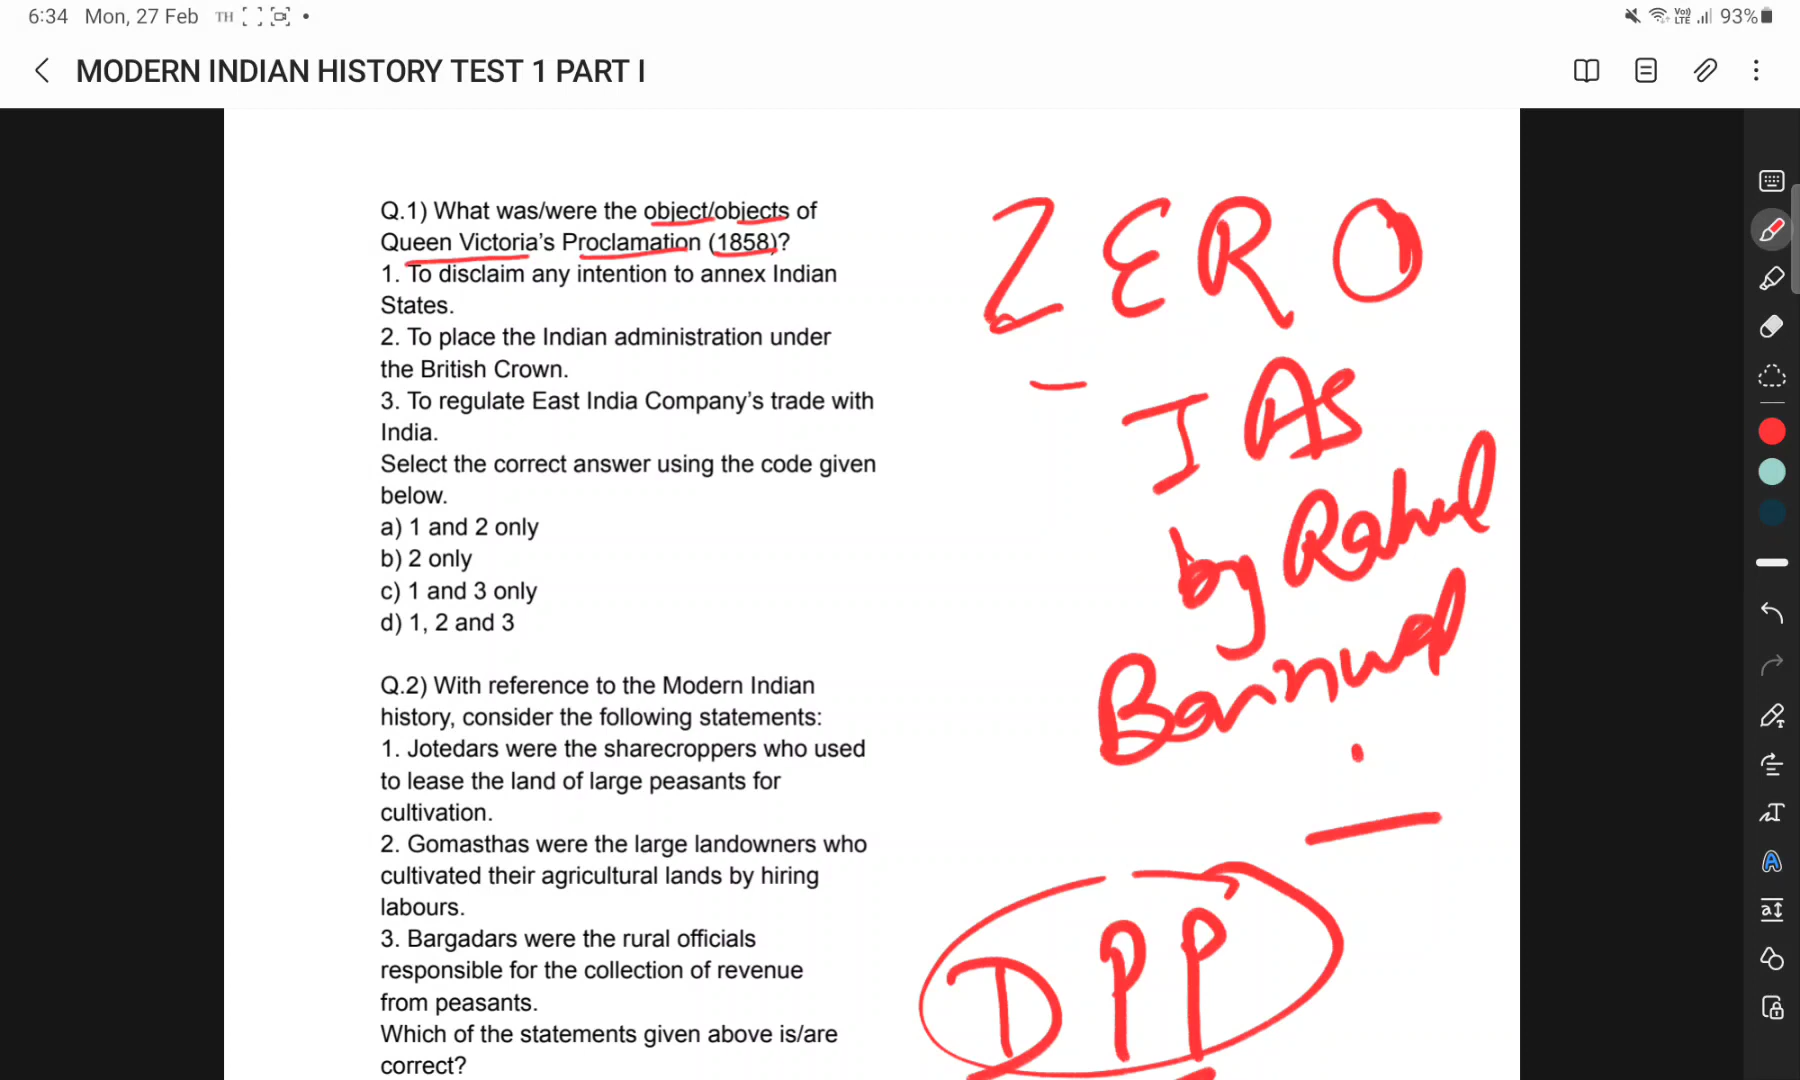 6:34 Mon, 27 Feb TH
Vo)) LTE 93%
MODERN INDIAN HISTORY TEST 1 PART I
Q.1) What was/were the object/objects of
Queen Victoria's Proclamation (1858)?
1. To disclaim any intention to annex Indian
States.
2. To place the Indian administration under
the British Crown.
3. To regulate East India Company's trade with
India.
Select the correct answer using the code given
below.
a) 1 and 2 only
b) 2 only
c) 1 and 3 only
d) 1, 2 and 3
Q.2) With reference to the Modern Indian
history, consider the following statements:
1. Jotedars were the sharecroppers who used
to lease the land of large peasants for
cultivation.
2. Gomasthas were the large landowners who
cultivated their agricultural lands by hiring
labours.
3. Bargadars were the rural officials
responsible for the collection of revenue
from peasants.
Which of the statements given above is/are
correct?
ZERO
IAS
by Rahul
DPP